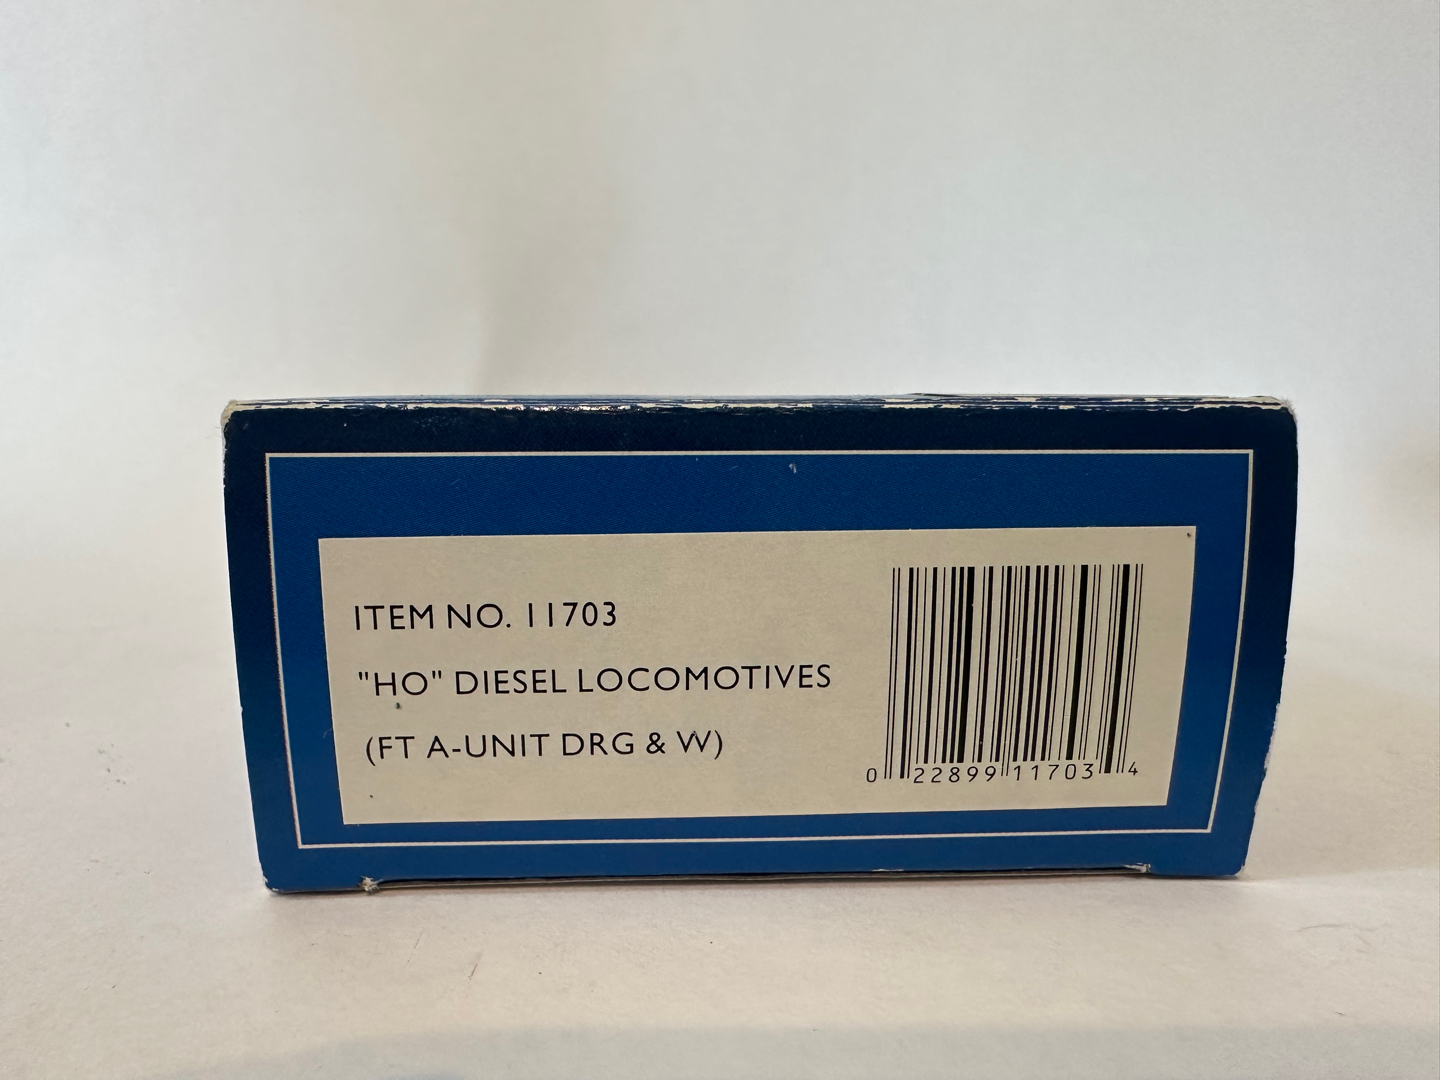 ITEM NO. 11703
"HO" DIESEL LOCOMOTIVES
(FT A-UNIT DRG & W)
0 22899 11703 4